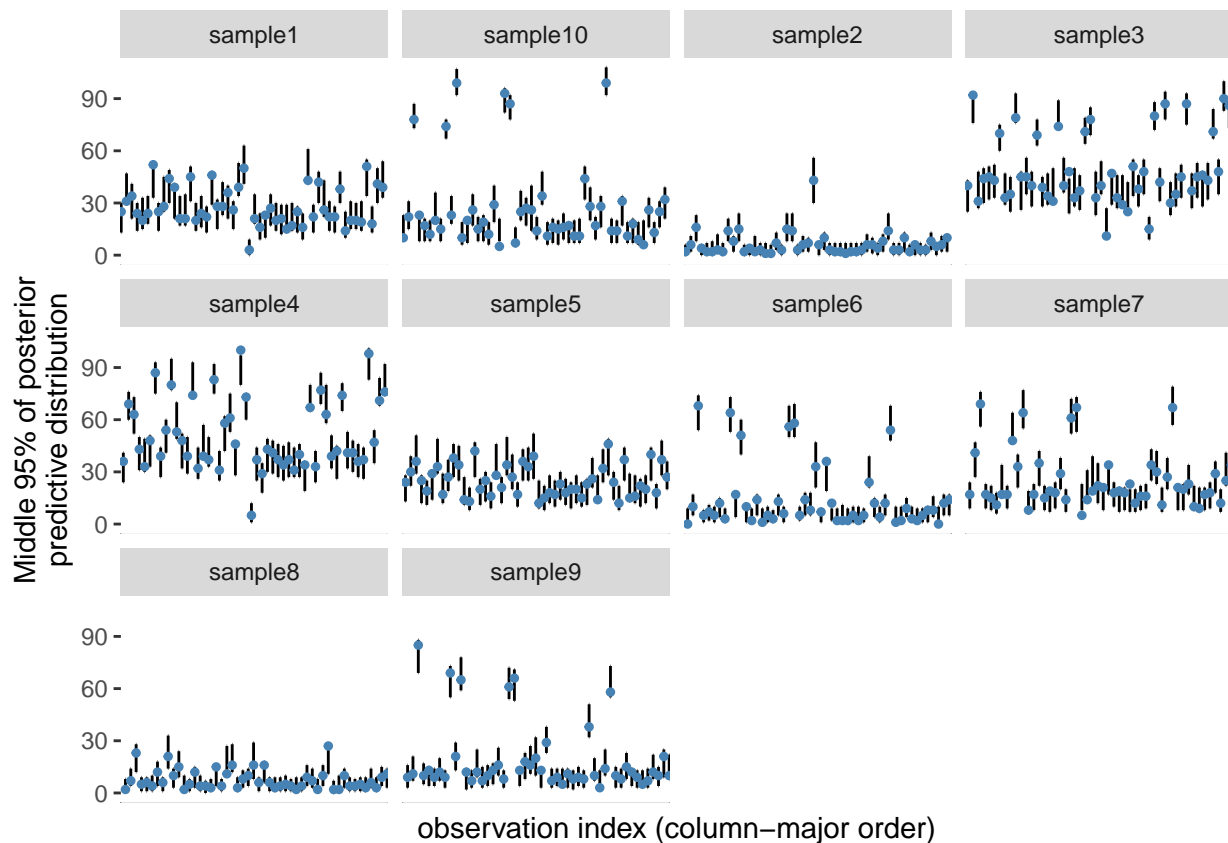 sample1
sample10
sample2
sample3
90
60
30
0
sample4
sample5
sample6
sample7
90
60
30
0
sample8
sample9
90
60
30
0
Middle 95% of posterior
predictive distribution
observation index (column−major order)